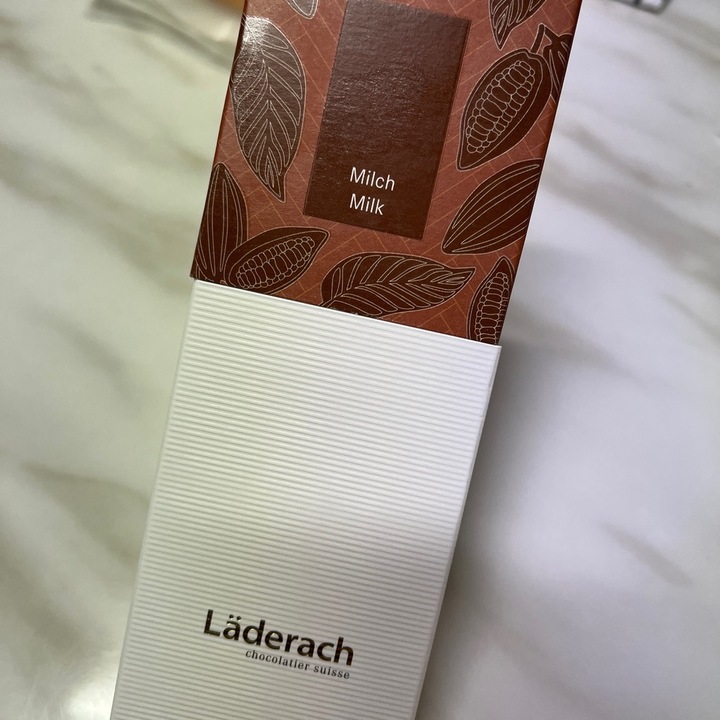 Milch
Milk
Läderach
chocolatier suisse